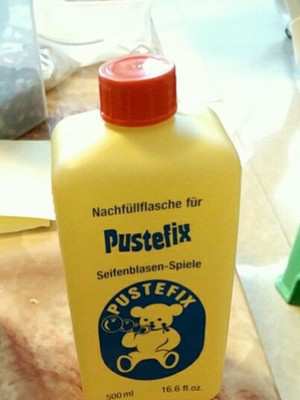 Nachfüllflasche für
Pustefix
Seifenblasen-Spiele
PUSTEFIX
500 ml 16.6 fl. oz.